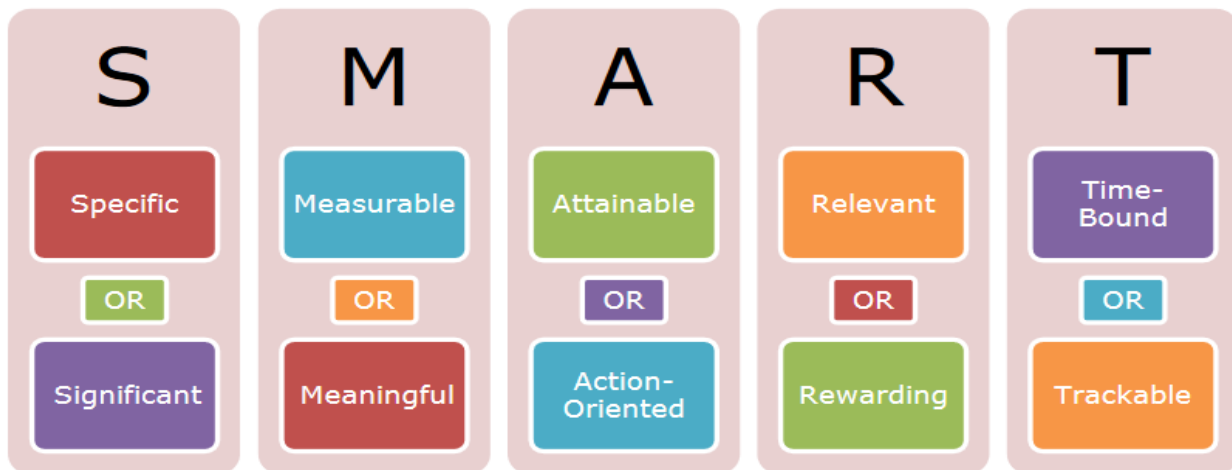 S
Specific
OR
Significant
M
Measurable
OR
Meaningful
A
Attainable
OR
Action-
Oriented
R
Relevant
OR
Rewarding
T
Time-
Bound
OR
Trackable